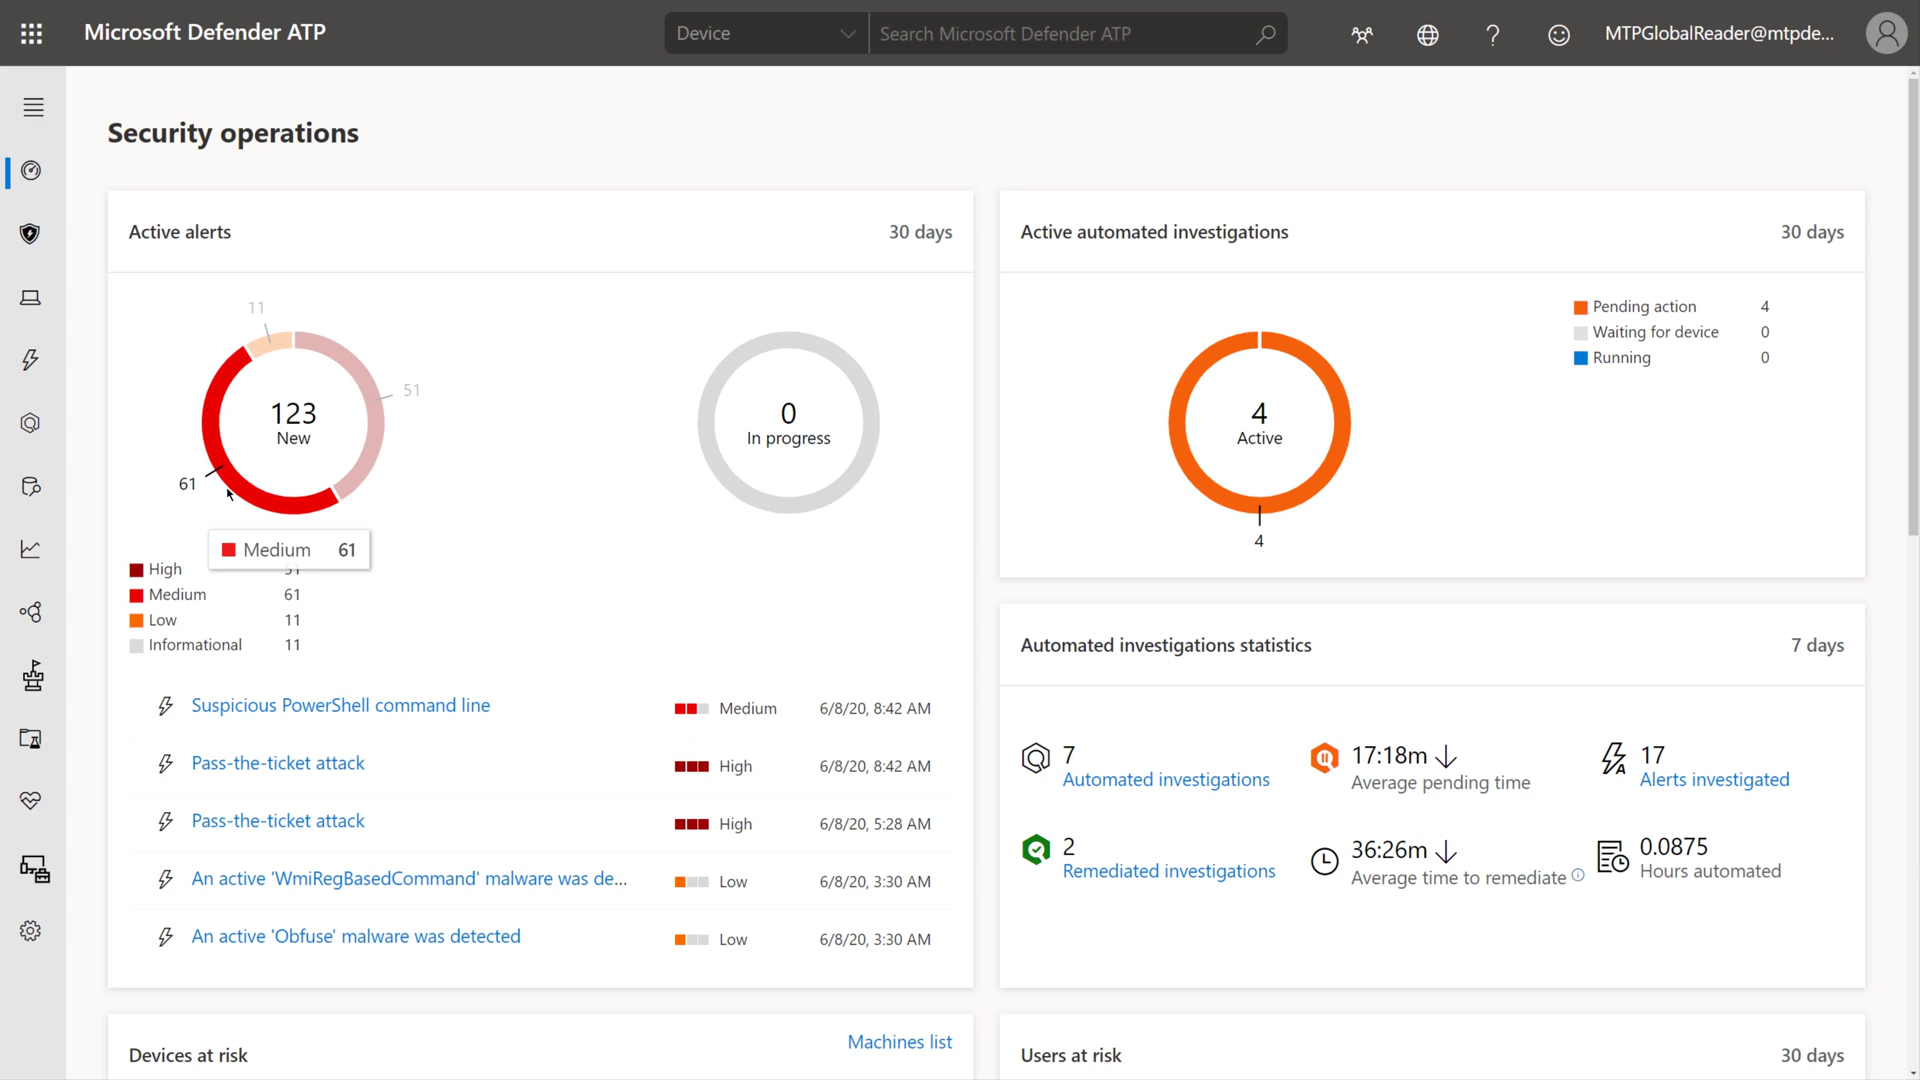 Microsoft Defender ATP
Device
Search Microsoft Defender ATP
MTPGlobalReader@mtpde...
Security operations
Active alerts
30 days
11
51
123
New
61
0
In progress
Medium 61
High 51
Medium 61
Low 11
Informational 11
Suspicious PowerShell command line Medium 6/8/20, 8:42 AM
Pass-the-ticket attack High 6/8/20, 8:42 AM
Pass-the-ticket attack High 6/8/20, 5:28 AM
An active 'WmiRegBasedCommand' malware was de... Low 6/8/20, 3:30 AM
An active 'Obfuse' malware was detected Low 6/8/20, 3:30 AM
Active automated investigations
30 days
Pending action 4
Waiting for device 0
Running 0
4
Active
4
Automated investigations statistics
7 days
7
Automated investigations
17:18m
Average pending time
17
Alerts investigated
2
Remediated investigations
36:26m
Average time to remediate
0.0875
Hours automated
Devices at risk
Machines list
Users at risk
30 days